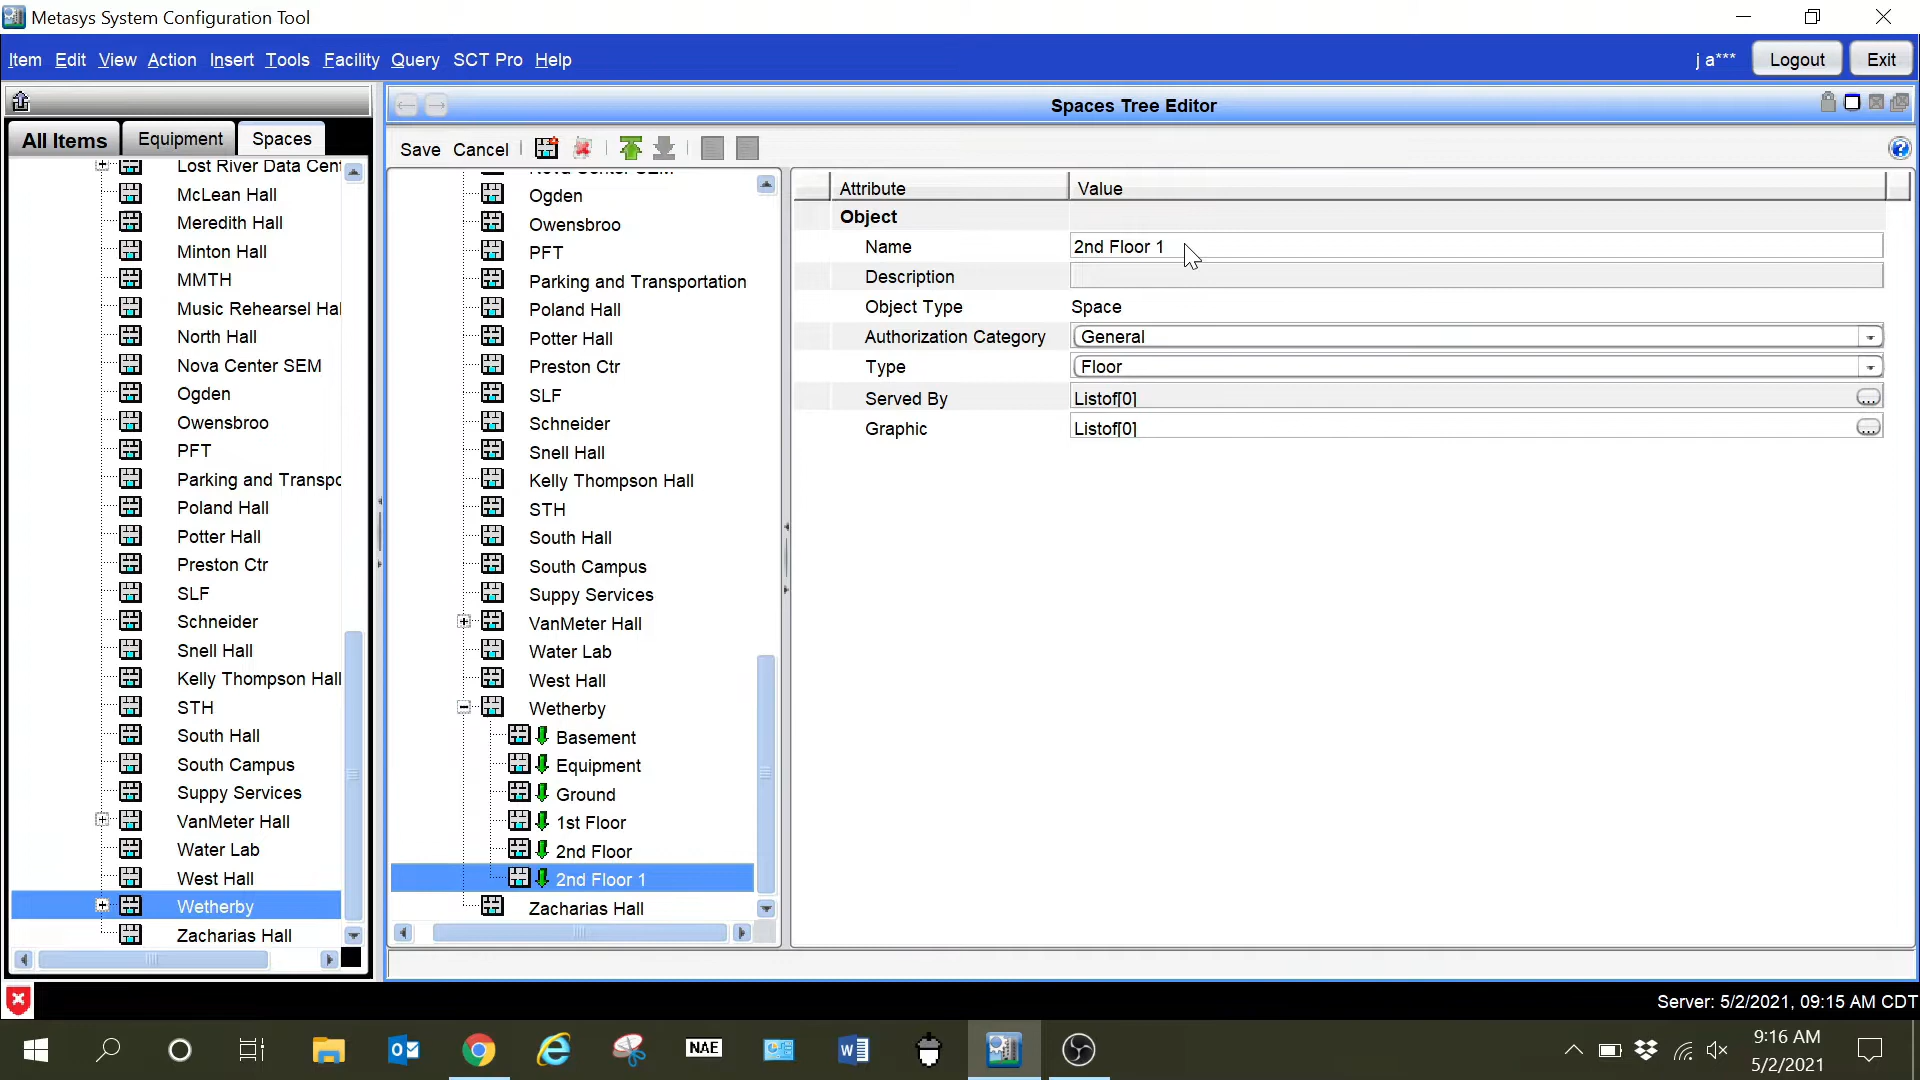 Metasys System Configuration Tool
Item Edit View Action Insert Tools Facility Query SCT Pro Help
j a***
Logout
Exit
All Items
Equipment
Spaces
Lost River Data Cent
McLean Hall
Meredith Hall
Minton Hall
MMTH
Music Rehearsel Hal
North Hall
Nova Center SEM
Ogden
Owensbroo
PFT
Parking and Transpo
Poland Hall
Potter Hall
Preston Ctr
SLF
Schneider
Snell Hall
Kelly Thompson Hall
STH
South Hall
South Campus
Suppy Services
VanMeter Hall
Water Lab
West Hall
Wetherby
Zacharias Hall
Spaces Tree Editor
Save Cancel
Nova Center SEM
Ogden
Owensbroo
PFT
Parking and Transportation
Poland Hall
Potter Hall
Preston Ctr
SLF
Schneider
Snell Hall
Kelly Thompson Hall
STH
South Hall
South Campus
Suppy Services
VanMeter Hall
Water Lab
West Hall
Wetherby
Basement
Equipment
Ground
1st Floor
2nd Floor
2nd Floor 1
Zacharias Hall
Attribute Value
Object
Name 2nd Floor 1
Description
Object Type Space
Authorization Category General
Type Floor
Served By Listof[0]
Graphic Listof[0]
Server: 5/2/2021, 09:15 AM CDT
NAE
9:16 AM
5/2/2021